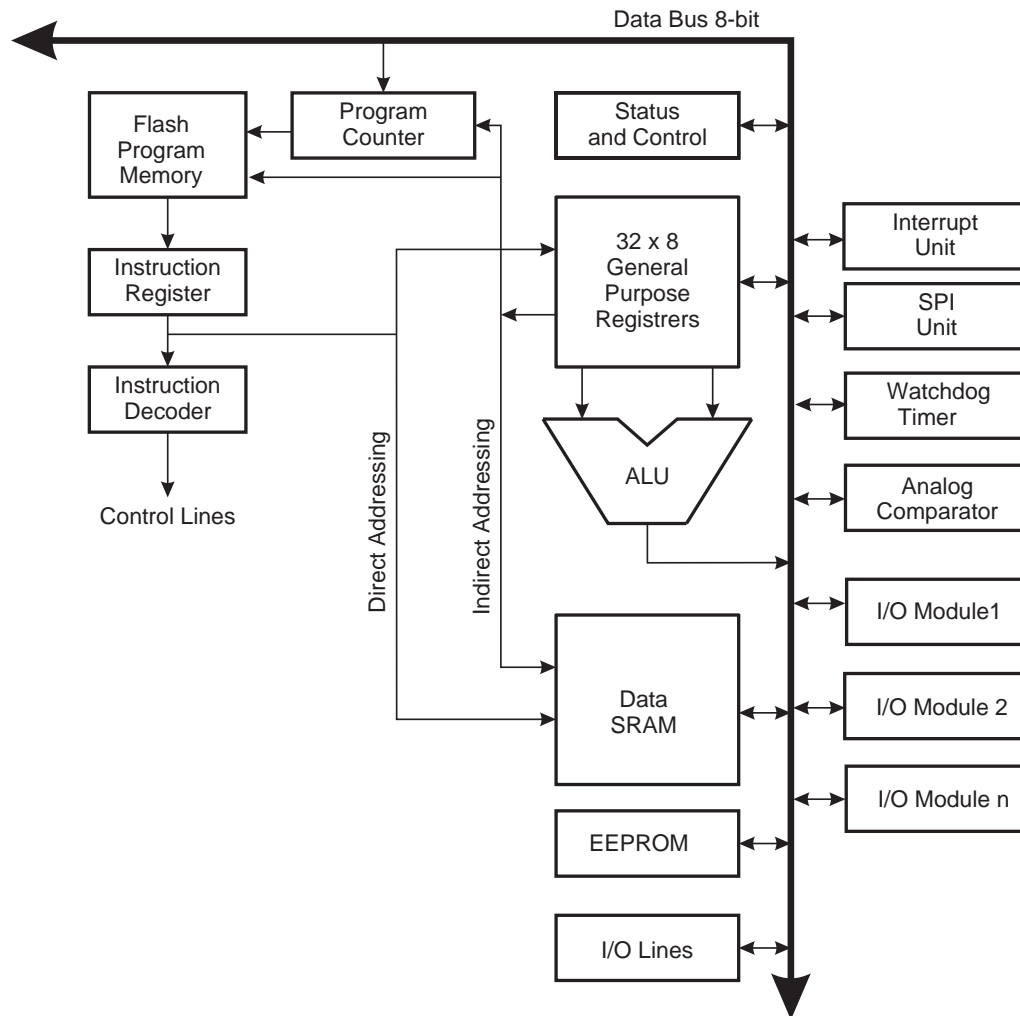 Data Bus 8-bit
Flash
Program
Memory
Program
Counter
Status
and Control
Interrupt
Unit
32 x 8
General
Purpose
Registrers
Instruction
Register
SPI
Unit
Instruction
Decoder
Watchdog
Timer
ALU
Analog
Comparator
Control Lines
Direct Addressing
Indirect Addressing
I/O Module1
Data
SRAM
I/O Module 2
I/O Module n
EEPROM
I/O Lines